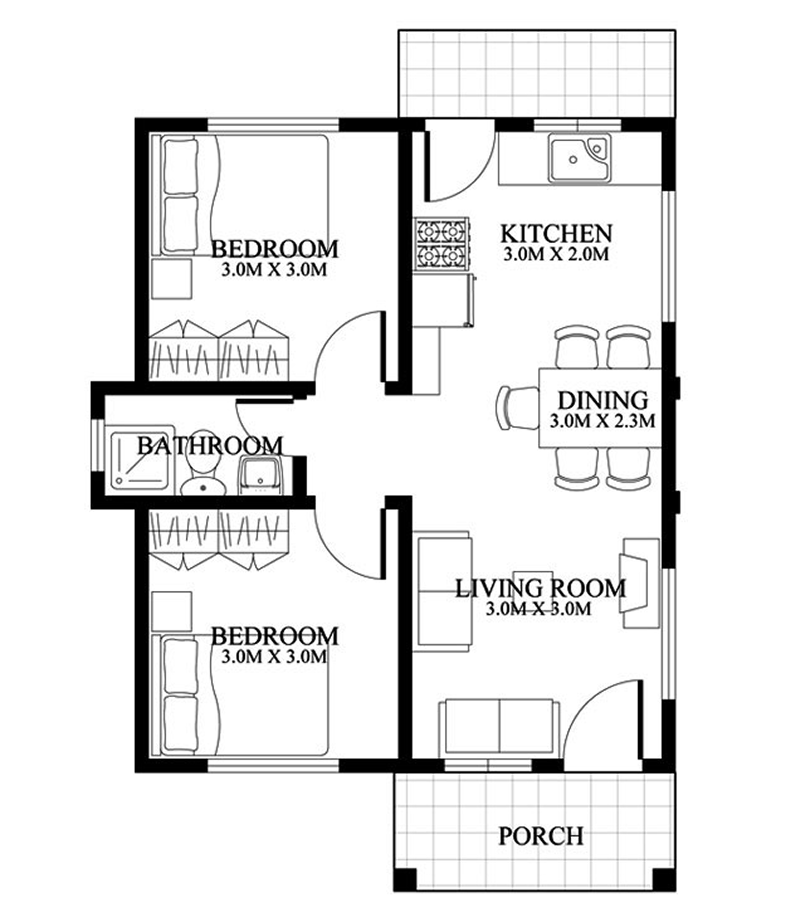 BEDROOM
3.0M X 3.0M
KITCHEN
3.0M X 2.0M
DINING
3.0M X 2.3M
BATHROOM
LIVING ROOM
3.0M X 3.0M
BEDROOM
3.0M X 3.0M
PORCH